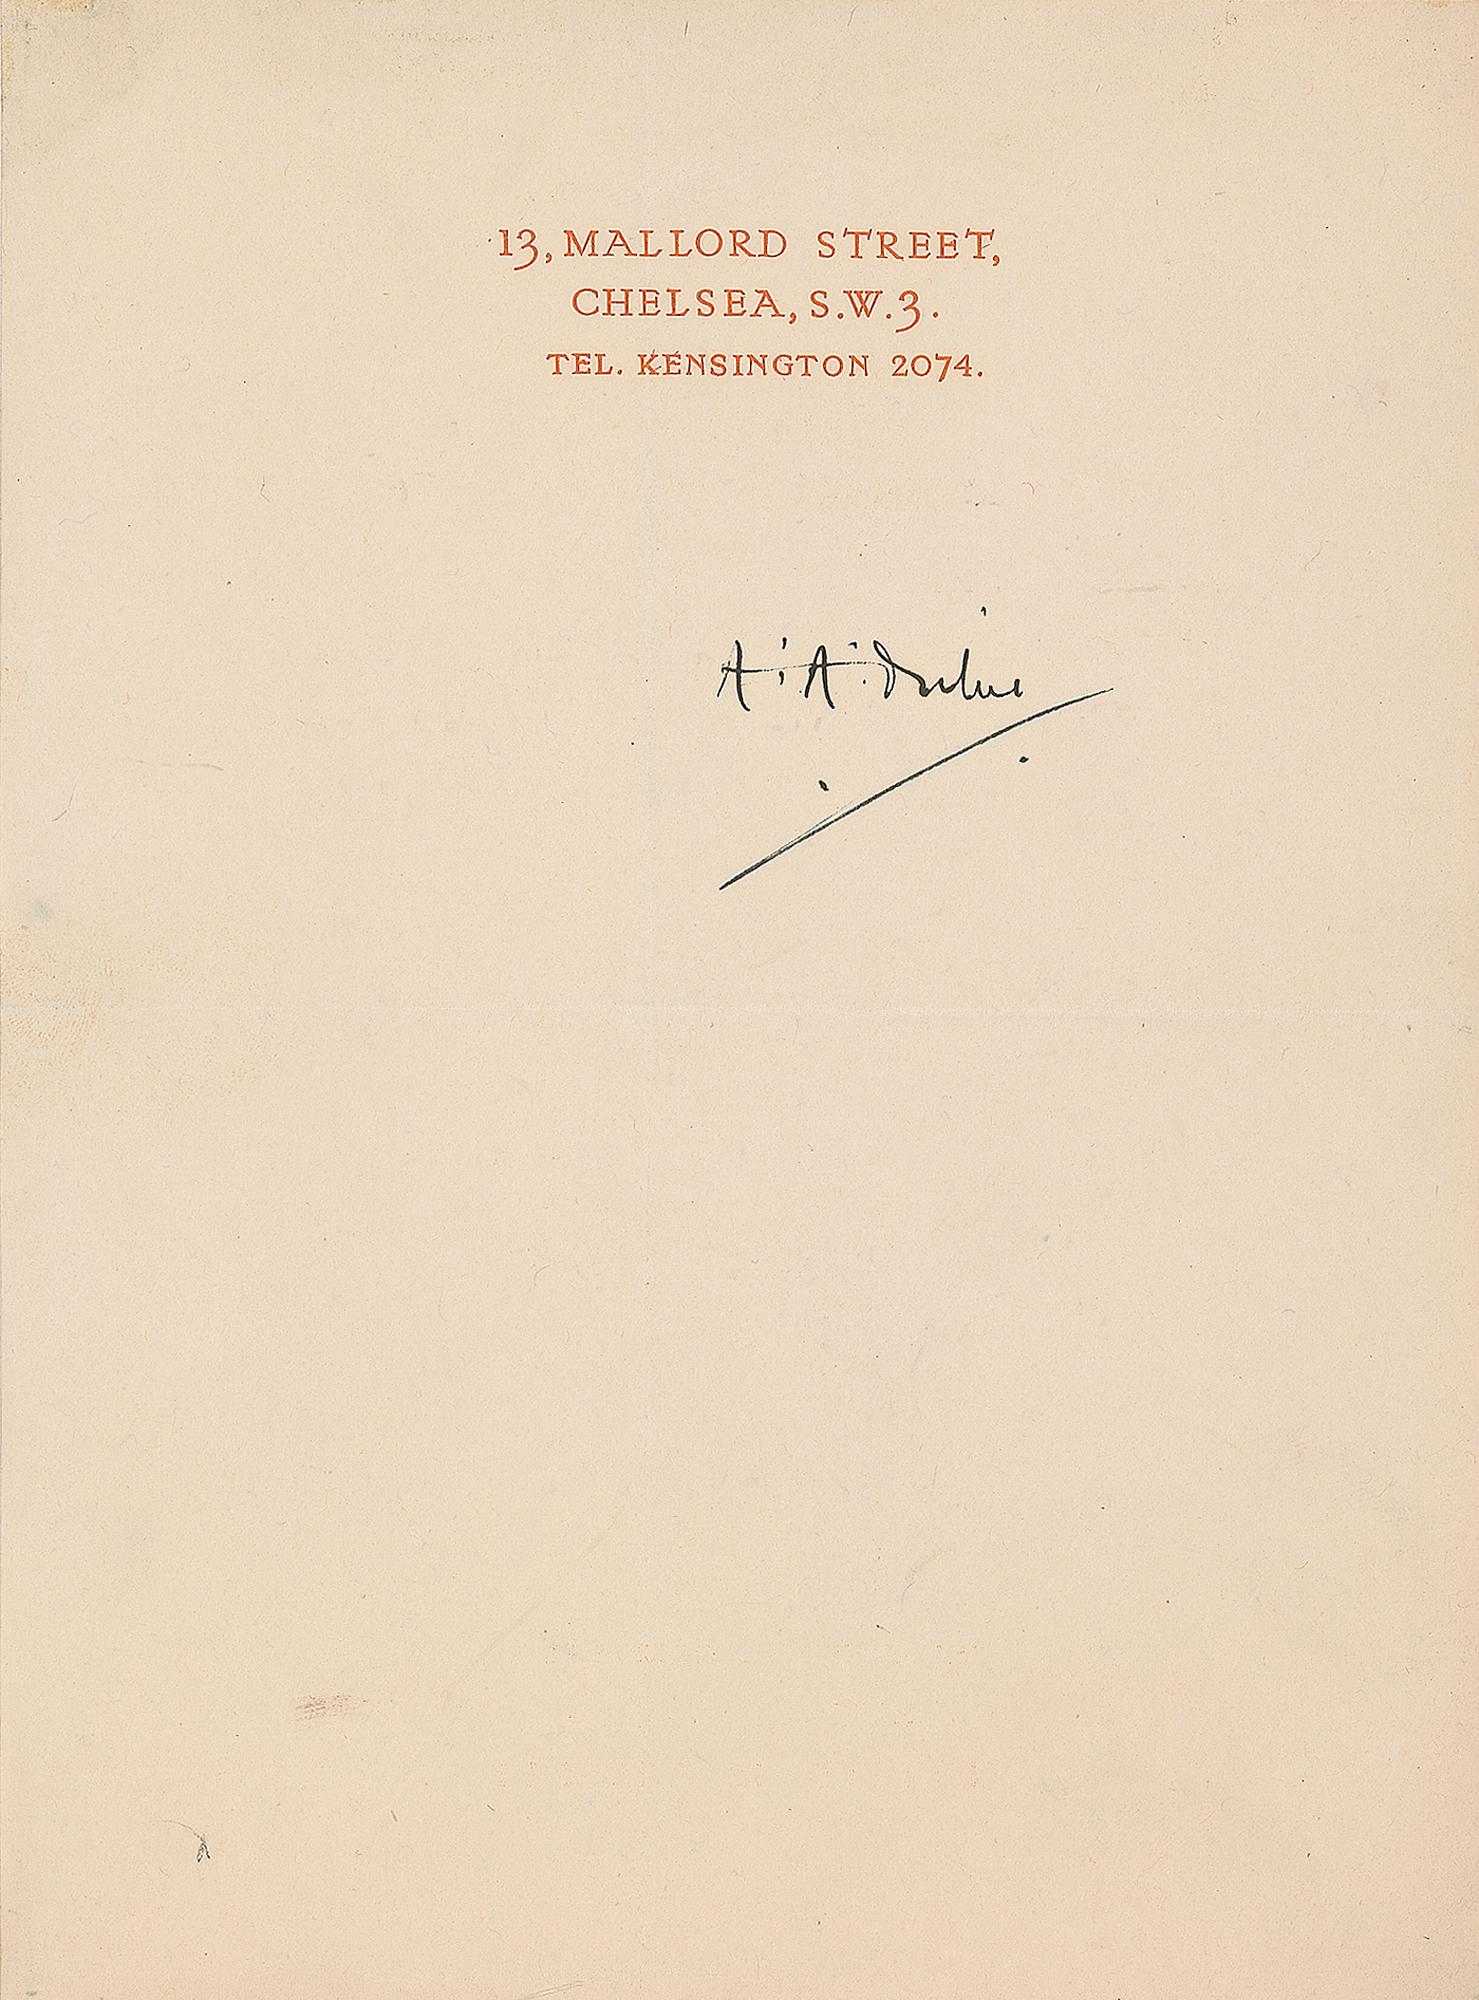 13, MALLORD STREET,
CHELSEA, S.W.3.
TEL. KENSINGTON 2074.
A. A. Milne